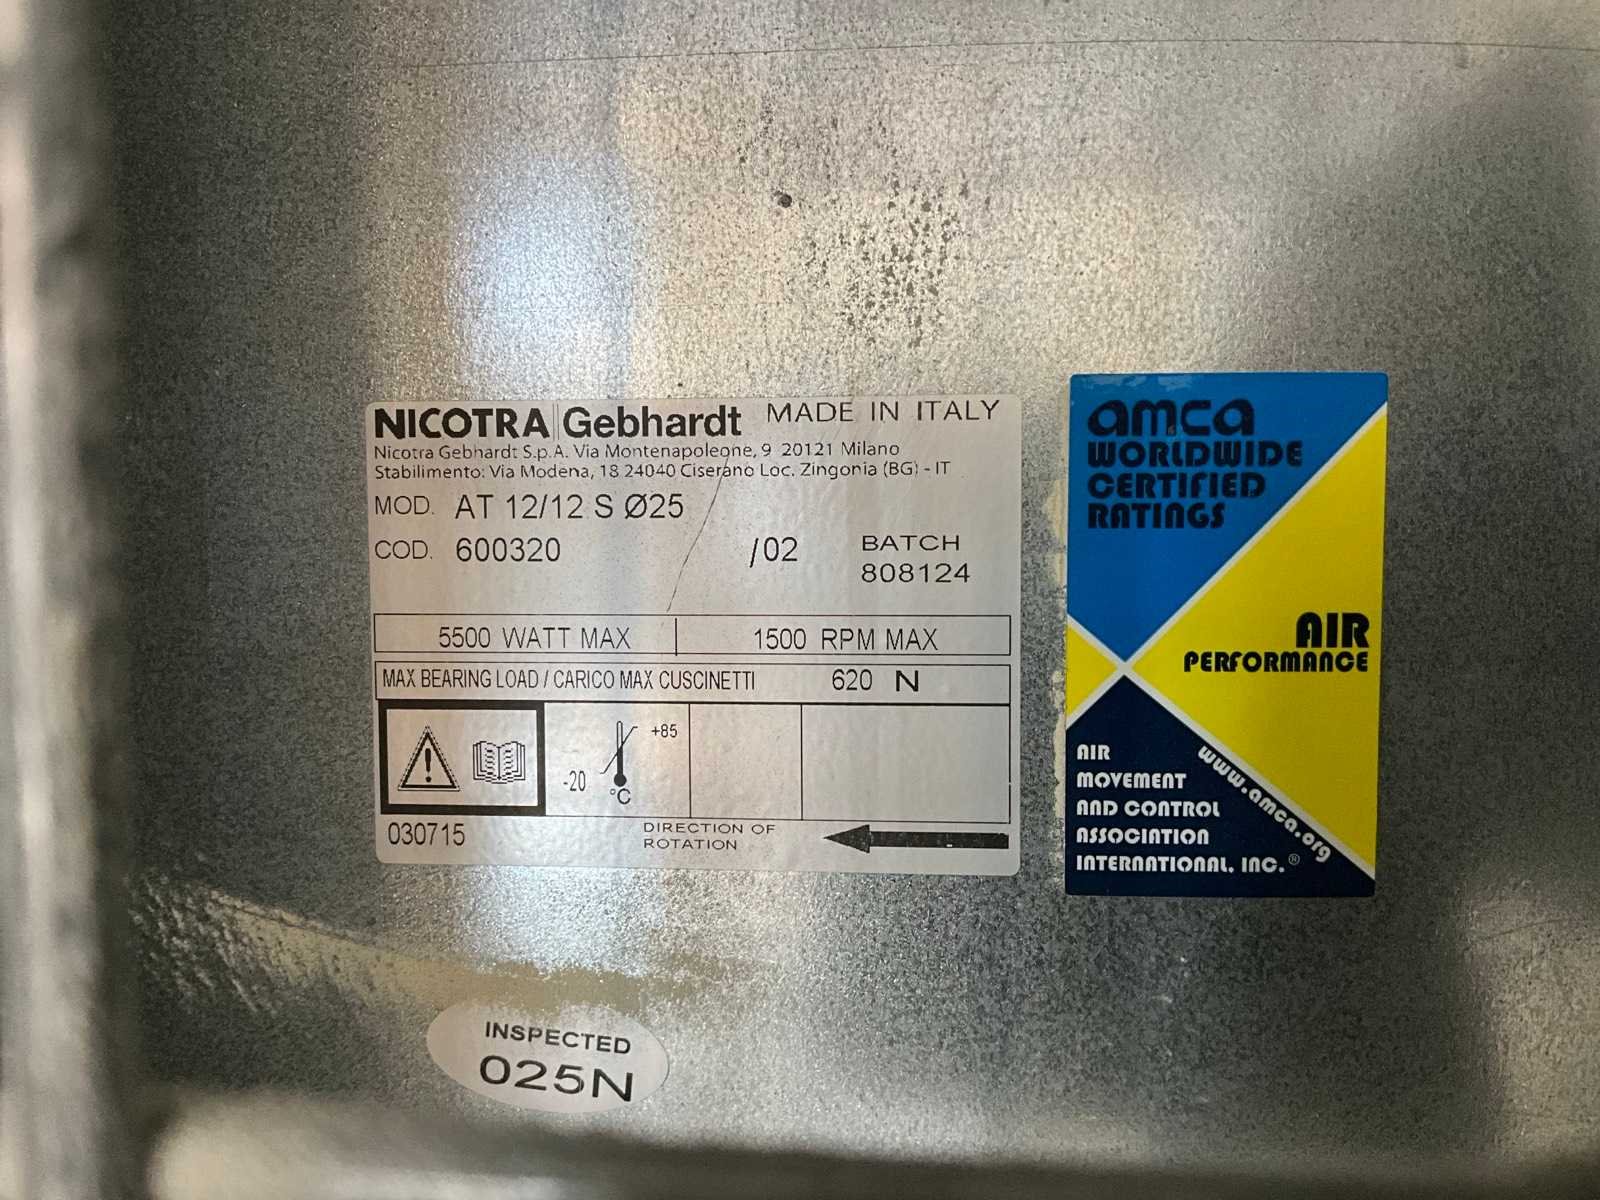 NICOTRA Gebhardt MADE IN ITALY
Nicotra Gebhardt S.p.A. Via Montenapoleone, 9 20121 Milano
Stabilimento: Via Modena, 18 24040 Ciserano Loc. Zingonia (BG) - IT
MOD. AT 12/12 S Ø25
COD. 600320 /02 BATCH
808124
5500 WATT MAX 1500 RPM MAX
MAX BEARING LOAD / CARICO MAX CUSCINETTI 620 N
+85
-20
°C
030715
DIRECTION OF
ROTATION
amca
WORLDWIDE
CERTIFIED
RATINGS
AIR
PERFORMANCE
AIR
MOVEMENT
AND CONTROL
ASSOCIATION
INTERNATIONAL, INC.®
www.amca.org
INSPECTED
025N